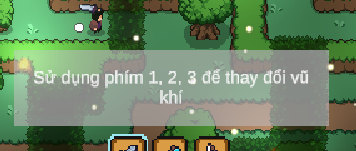 Sử dụng phím 1, 2, 3 để thay đổi vũ
khí